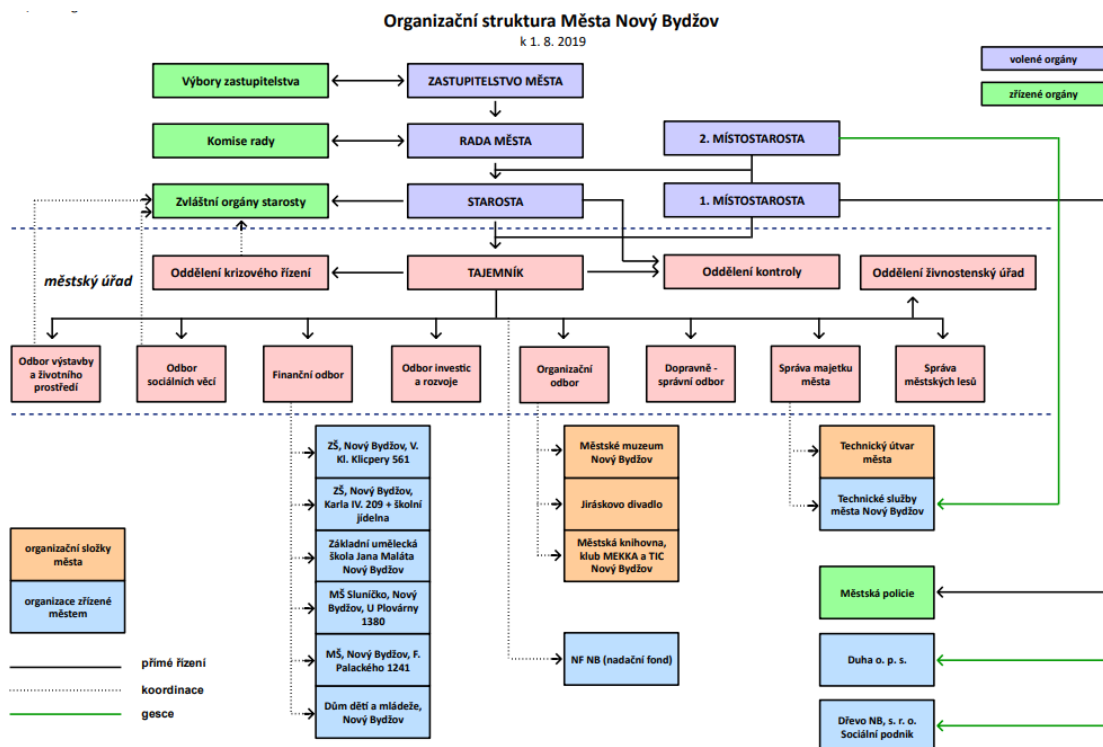 Organizační struktura Města Nový Bydžov
k 1. 8. 2019
volené orgány
zřízené orgány
Výbory zastupitelstva
ZASTUPITELSTVO MĚSTA
Komise rady
RADA MĚSTA
2. MÍSTOSTAROSTA
Zvláštní orgány starosty
STAROSTA
1. MÍSTOSTAROSTA
městský úřad
Oddělení krizového řízení
TAJEMNÍK
Oddělení kontroly
Oddělení živnostenský úřad
Odbor výstavby
a životního
prostředí
Odbor
sociálních věcí
Finanční odbor
Odbor investic
a rozvoje
Organizační
odbor
Dopravně -
správní odbor
Správa majetku
města
Správa
městských lesů
ZŠ, Nový Bydžov, V.
Kl. Klicpery 561
ZŠ, Nový Bydžov,
Karla IV. 209 + školní
jídelna
Základní umělecká
škola Jana Maláta
Nový Bydžov
MŠ Sluníčko, Nový
Bydžov, U Plovárny
1380
MŠ, Nový Bydžov, F.
Palackého 1241
Dům dětí a mládeže,
Nový Bydžov
Městské muzeum
Nový Bydžov
Jiráskovo divadlo
Městská knihovna,
klub MEKKA a TIC
Nový Bydžov
NF NB (nadační fond)
Technický útvar
města
Technické služby
města Nový Bydžov
Městská policie
Duha o. p. s.
Dřevo NB, s. r. o.
Sociální podnik
organizační složky
města
organizace zřízené
městem
přímé řízení
koordinace
gesce